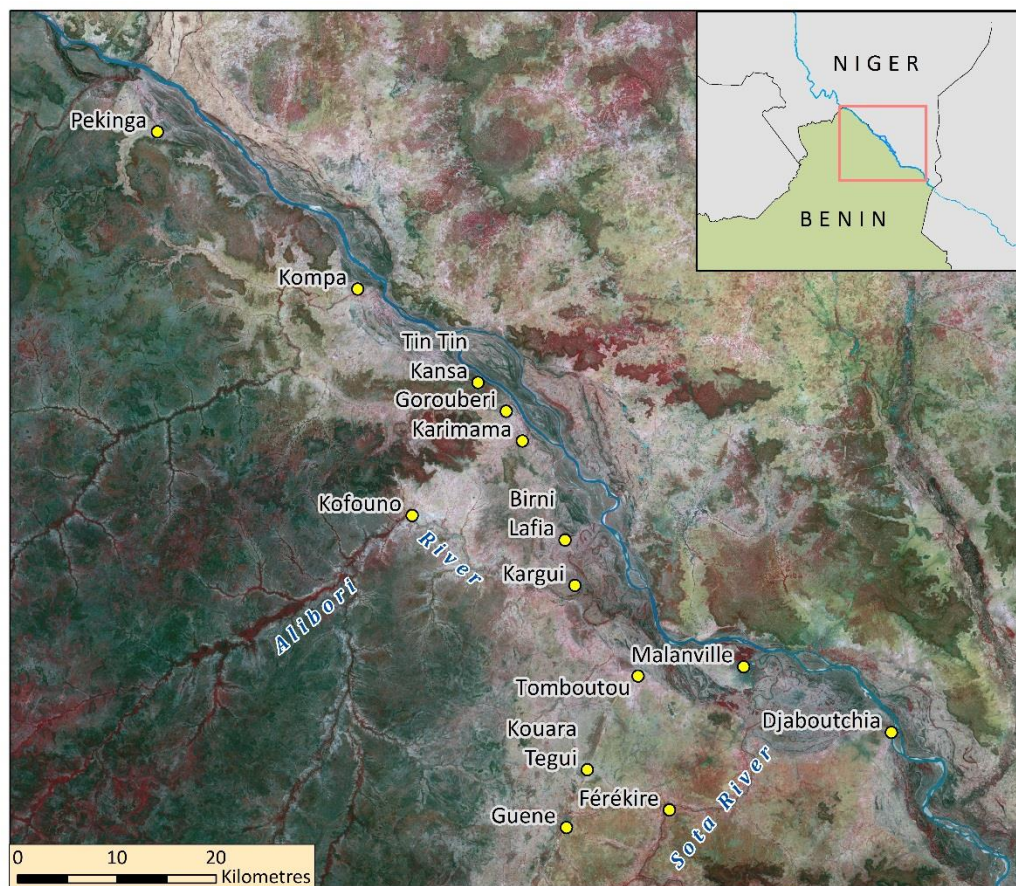 NIGER
BENIN
Pekinga
Kompa
Tin Tin
Kansa
Gorouberi
Karimama
Kofouno
Birni
Lafia
River
Kargui
Alibori
Malanville
Tomboutou
Djaboutchia
Kouara
Tegui
Férékire
Sota River
Guene
0 10 20
Kilometres